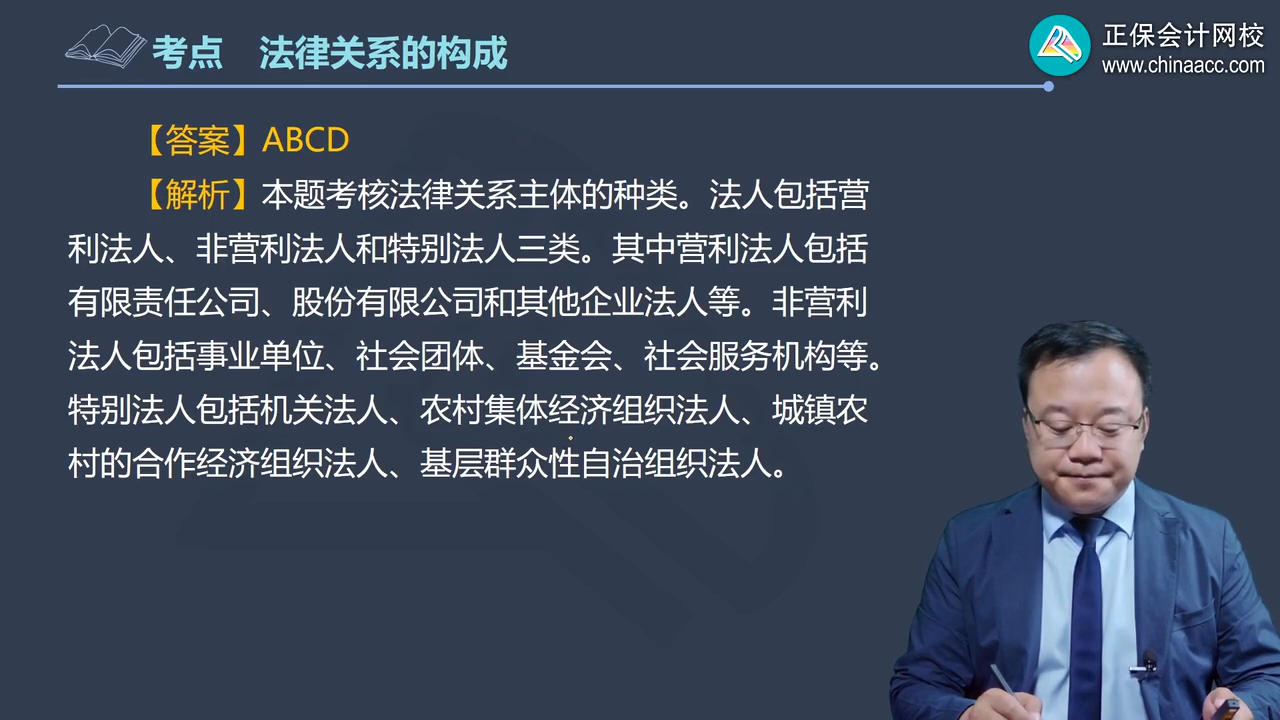 考点 法律关系的构成
正保会计网校
www.chinaacc.com
【答案】ABCD
【解析】本题考核法律关系主体的种类。法人包括营
利法人、非营利法人和特别法人三类。其中营利法人包括
有限责任公司、股份有限公司和其他企业法人等。非营利
法人包括事业单位、社会团体、基金会、社会服务机构等。
特别法人包括机关法人、农村集体经济组织法人、城镇农
村的合作经济组织法人、基层群众性自治组织法人。